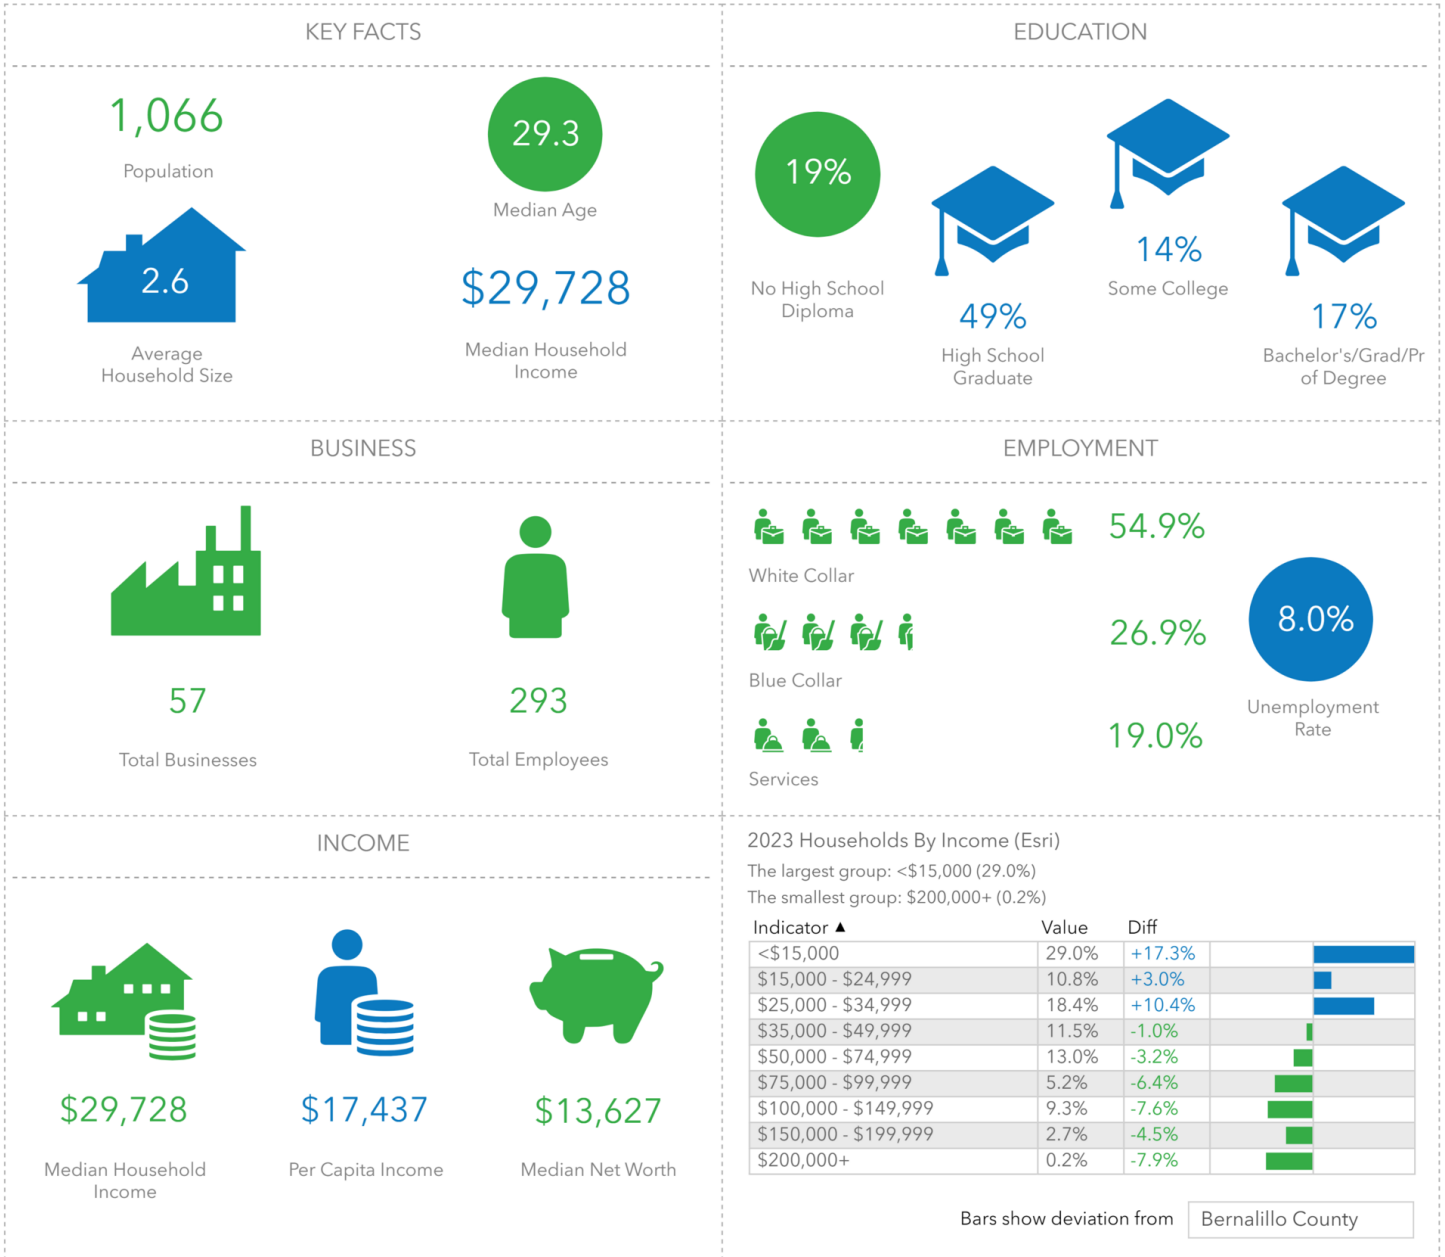 KEY FACTS
1,066
Population
29.3
Median Age
2.6
Average
Household Size
$29,728
Median Household
Income
EDUCATION
19%
No High School
Diploma
49%
High School
Graduate
14%
Some College
17%
Bachelor's/Grad/Pr
of Degree
BUSINESS
57
Total Businesses
293
Total Employees
EMPLOYMENT
54.9%
White Collar
26.9%
Blue Collar
19.0%
Services
8.0%
Unemployment
Rate
INCOME
$29,728
Median Household
Income
$17,437
Per Capita Income
$13,627
Median Net Worth
2023 Households By Income (Esri)
The largest group: <$15,000 (29.0%)
The smallest group: $200,000+ (0.2%)
Indicator ▲ Value Diff
<$15,000 29.0% +17.3%
$15,000 - $24,999 10.8% +3.0%
$25,000 - $34,999 18.4% +10.4%
$35,000 - $49,999 11.5% -1.0%
$50,000 - $74,999 13.0% -3.2%
$75,000 - $99,999 5.2% -6.4%
$100,000 - $149,999 9.3% -7.6%
$150,000 - $199,999 2.7% -4.5%
$200,000+ 0.2% -7.9%
Bars show deviation from Bernalillo County